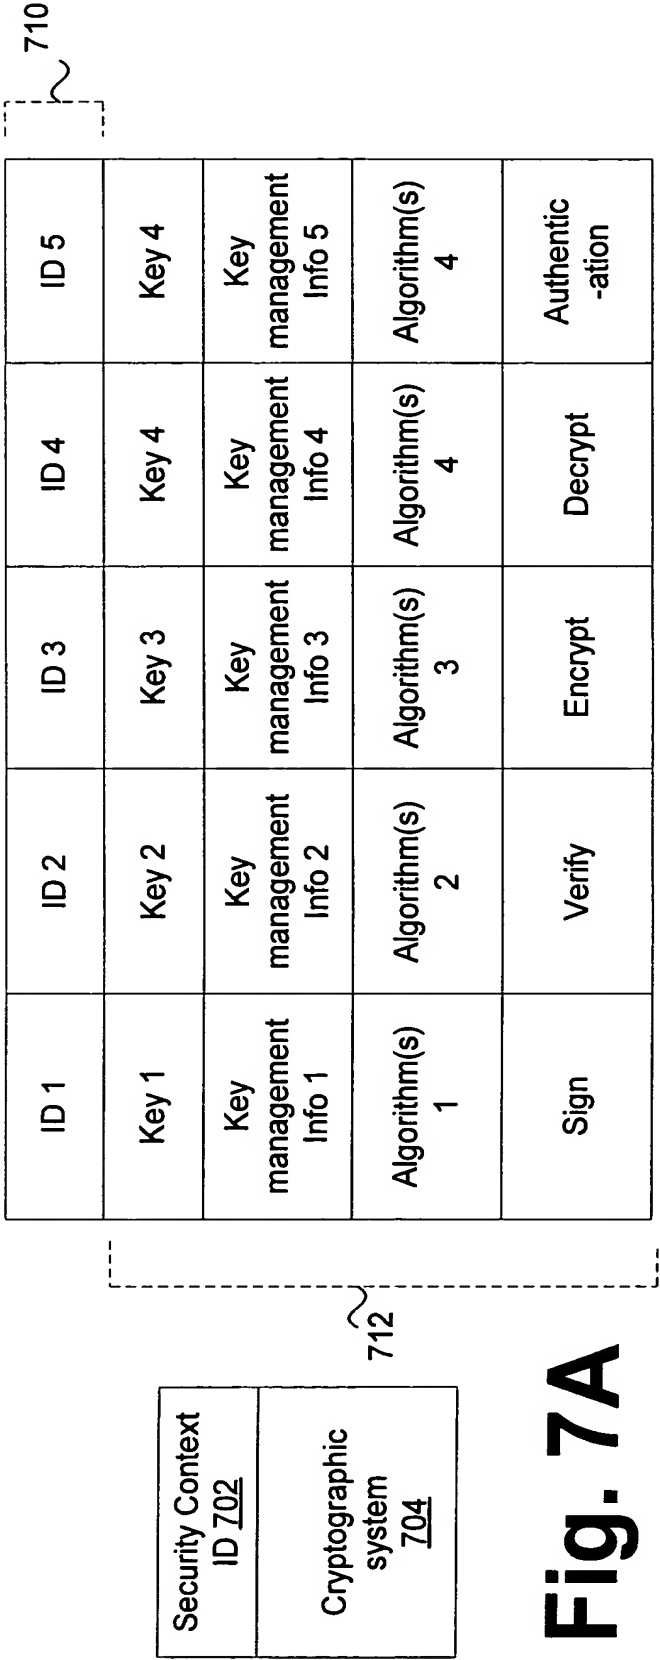 710
ID 1
ID 2
ID 3
ID 4
ID 5
Key 1
Key 2
Key 3
Key 4
Key 4
Key
management
Info 1
Key
management
Info 2
Key
management
Info 3
Key
management
Info 4
Key
management
Info 5
Algorithm(s)
1
Algorithm(s)
2
Algorithm(s)
3
Algorithm(s)
4
Algorithm(s)
4
Sign
Verify
Encrypt
Decrypt
Authentic
-ation
712
Security Context
ID 702
Cryptographic
system
704
Fig. 7A